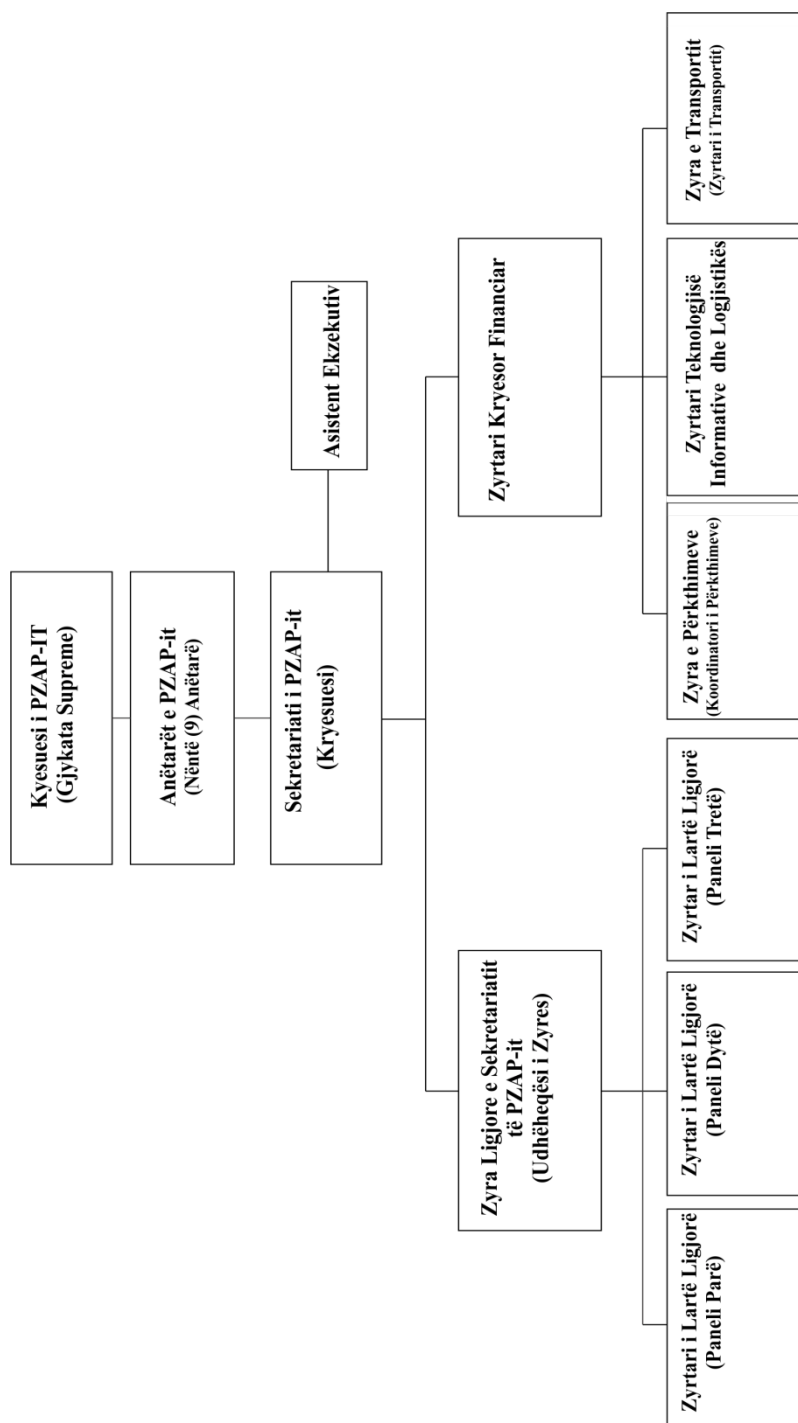 Kyesuesi i PZAP-IT
(Gjykata Supreme)
Anëtarët e PZAP-it
(Nëntë (9) Anëtarë)
Sekretariati i PZAP-it
(Kryesuesi)
Asistent Ekzekutiv
Zyra Ligjore e Sekretariatit
të PZAP-it
(Udhëheqësi i Zyres)
Zyrtari Kryesor Financiar
Zyrtari i Lartë Ligjorë
(Paneli Parë)
Zyrtar i Lartë Ligjorë
(Paneli Dytë)
Zyrtar i Lartë Ligjorë
(Paneli Tretë)
Zyra e Përkthimeve
(Koordinatori i Përkthimeve)
Zyrtari Teknologjisë
Informative dhe Logjistikës
Zyra e Transportit
(Zyrtari i Transportit)